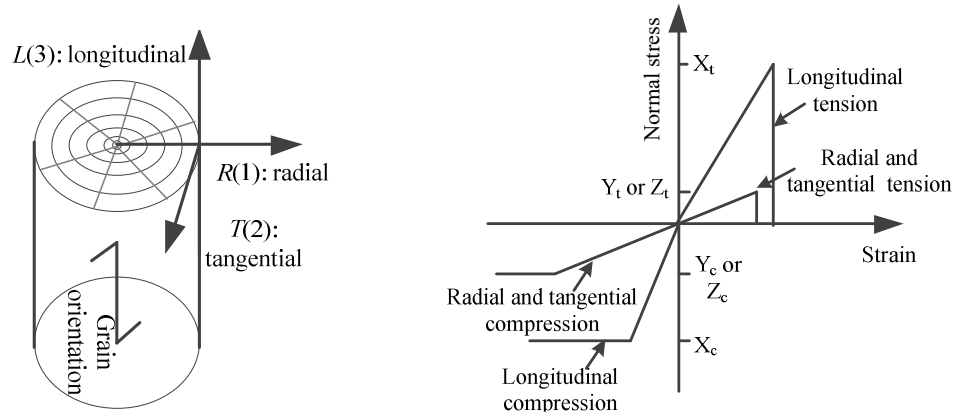 L(3): longitudinal
R(1): radial
T(2):
tangential
Grain
orientation
Normal stress
Xt
Longitudinal
tension
Radial and
tangential tension
Yt or Zt
Strain
Yc or
Zc
Radial and tangential
compression
Xc
Longitudinal
compression